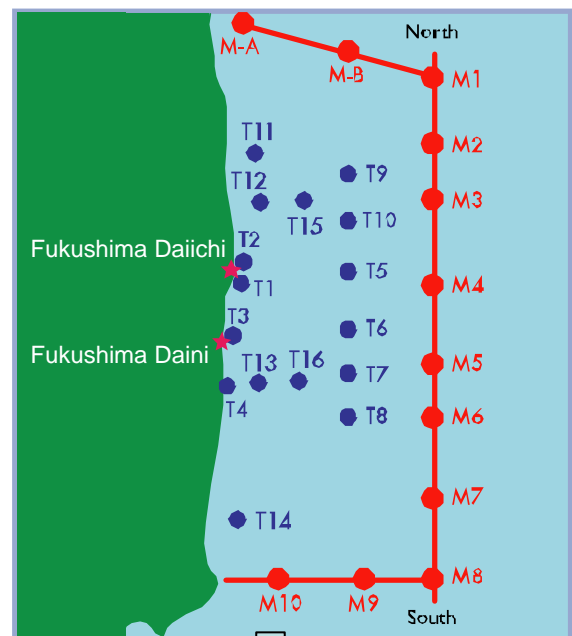 North
M-A
M-B
M1
T11
M2
T12
T9
M3
T15
T10
Fukushima Daiichi
T2
T5
T1
M4
T3
T6
Fukushima Daini
T13
T16
T7
M5
T4
T8
M6
M7
T14
M10
M9
M8
South